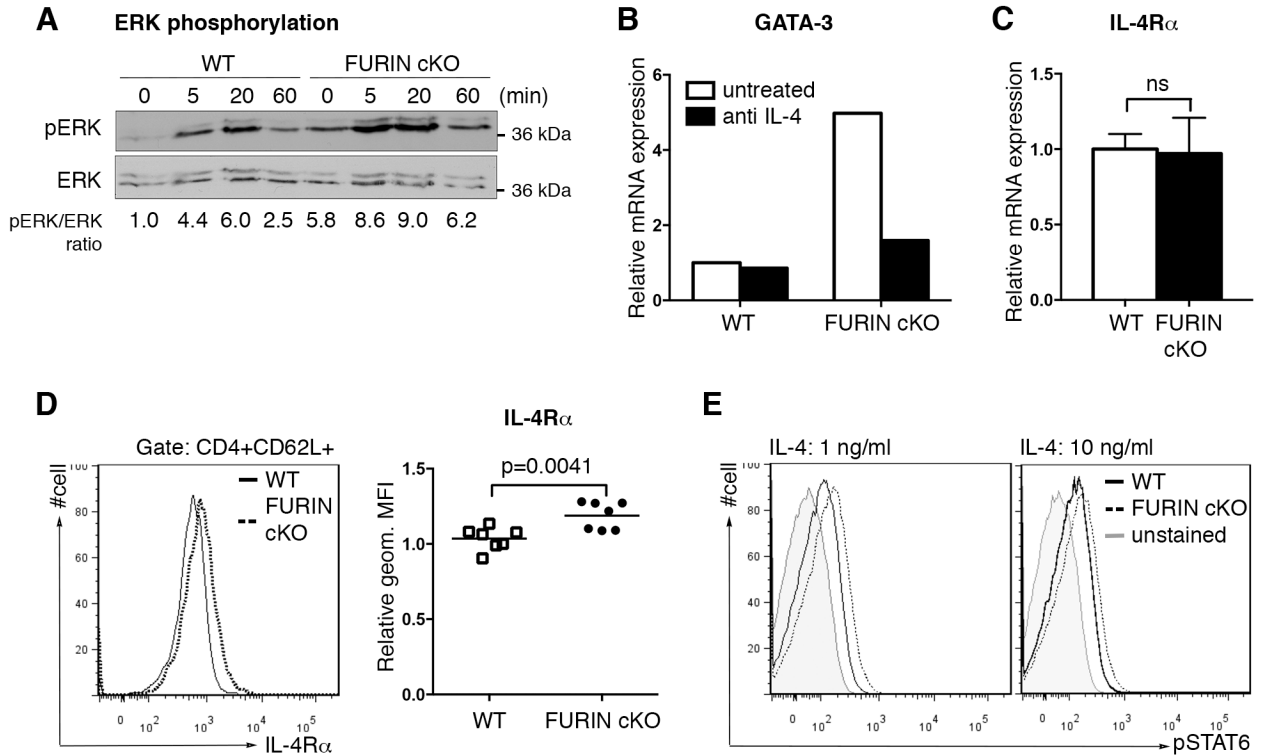 A
ERK phosphorylation
WT FURIN cKO
0 5 20 60 0 5 20 60 (min)
pERK
36 kDa
ERK
36 kDa
pERK/ERK ratio
1.0 4.4 6.0 2.5 5.8 8.6 9.0 6.2
B
GATA-3
Relative mRNA expression
6
4
2
0
untreated
anti IL-4
WT FURIN cKO
C
IL-4Rα
Relative mRNA expression
1.5
1.0
0.5
0.0
ns
WT FURIN
cKO
D
Gate: CD4+CD62L+
#cell
100
80
60
40
20
WT
FURIN
cKO
0 10² 10³ 10⁴ 10⁵
IL-4Rα
IL-4Rα
Relative geom. MFI
1.5
1.0
0.5
0.0
p=0.0041
WT FURIN cKO
E
IL-4: 1 ng/ml
#cell
100
80
60
40
20
0 10² 10³ 10⁴ 10⁵
IL-4: 10 ng/ml
100
80
60
40
20
WT
FURIN cKO
unstained
0 10² 10³ 10⁴ 10⁵
pSTAT6